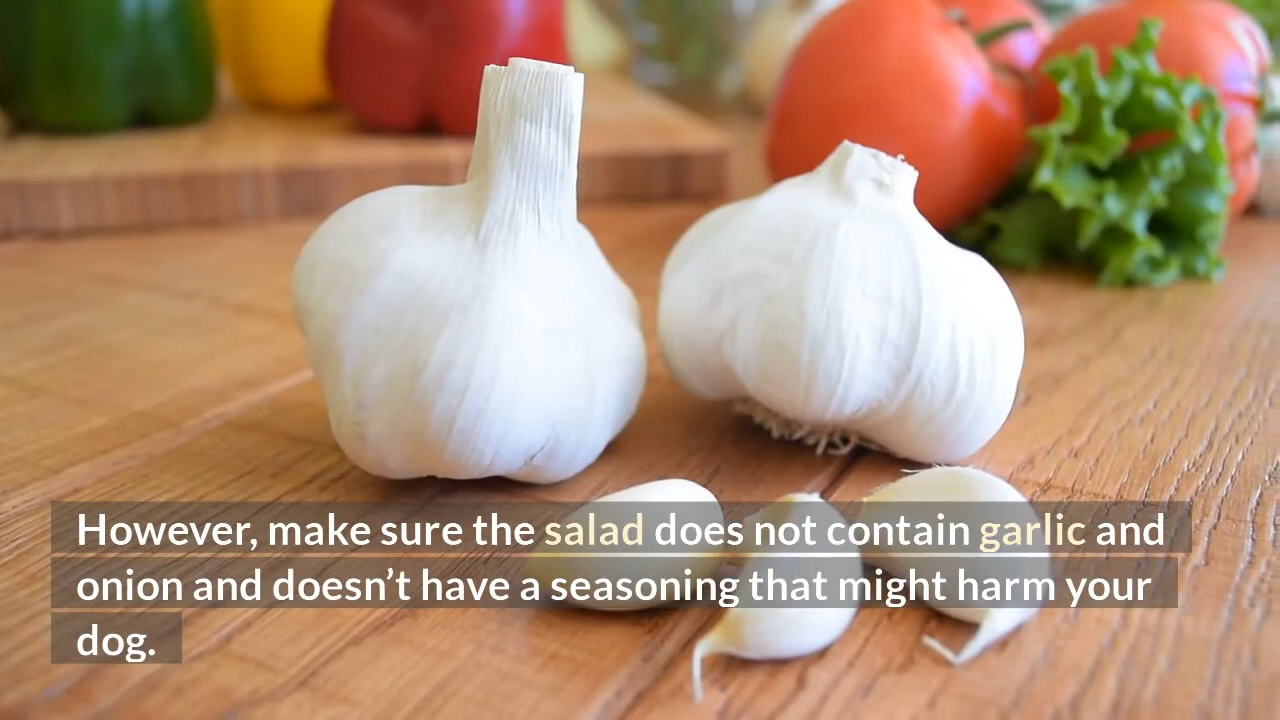 However, make sure the salad does not contain garlic and
onion and doesn’t have a seasoning that might harm your
dog.